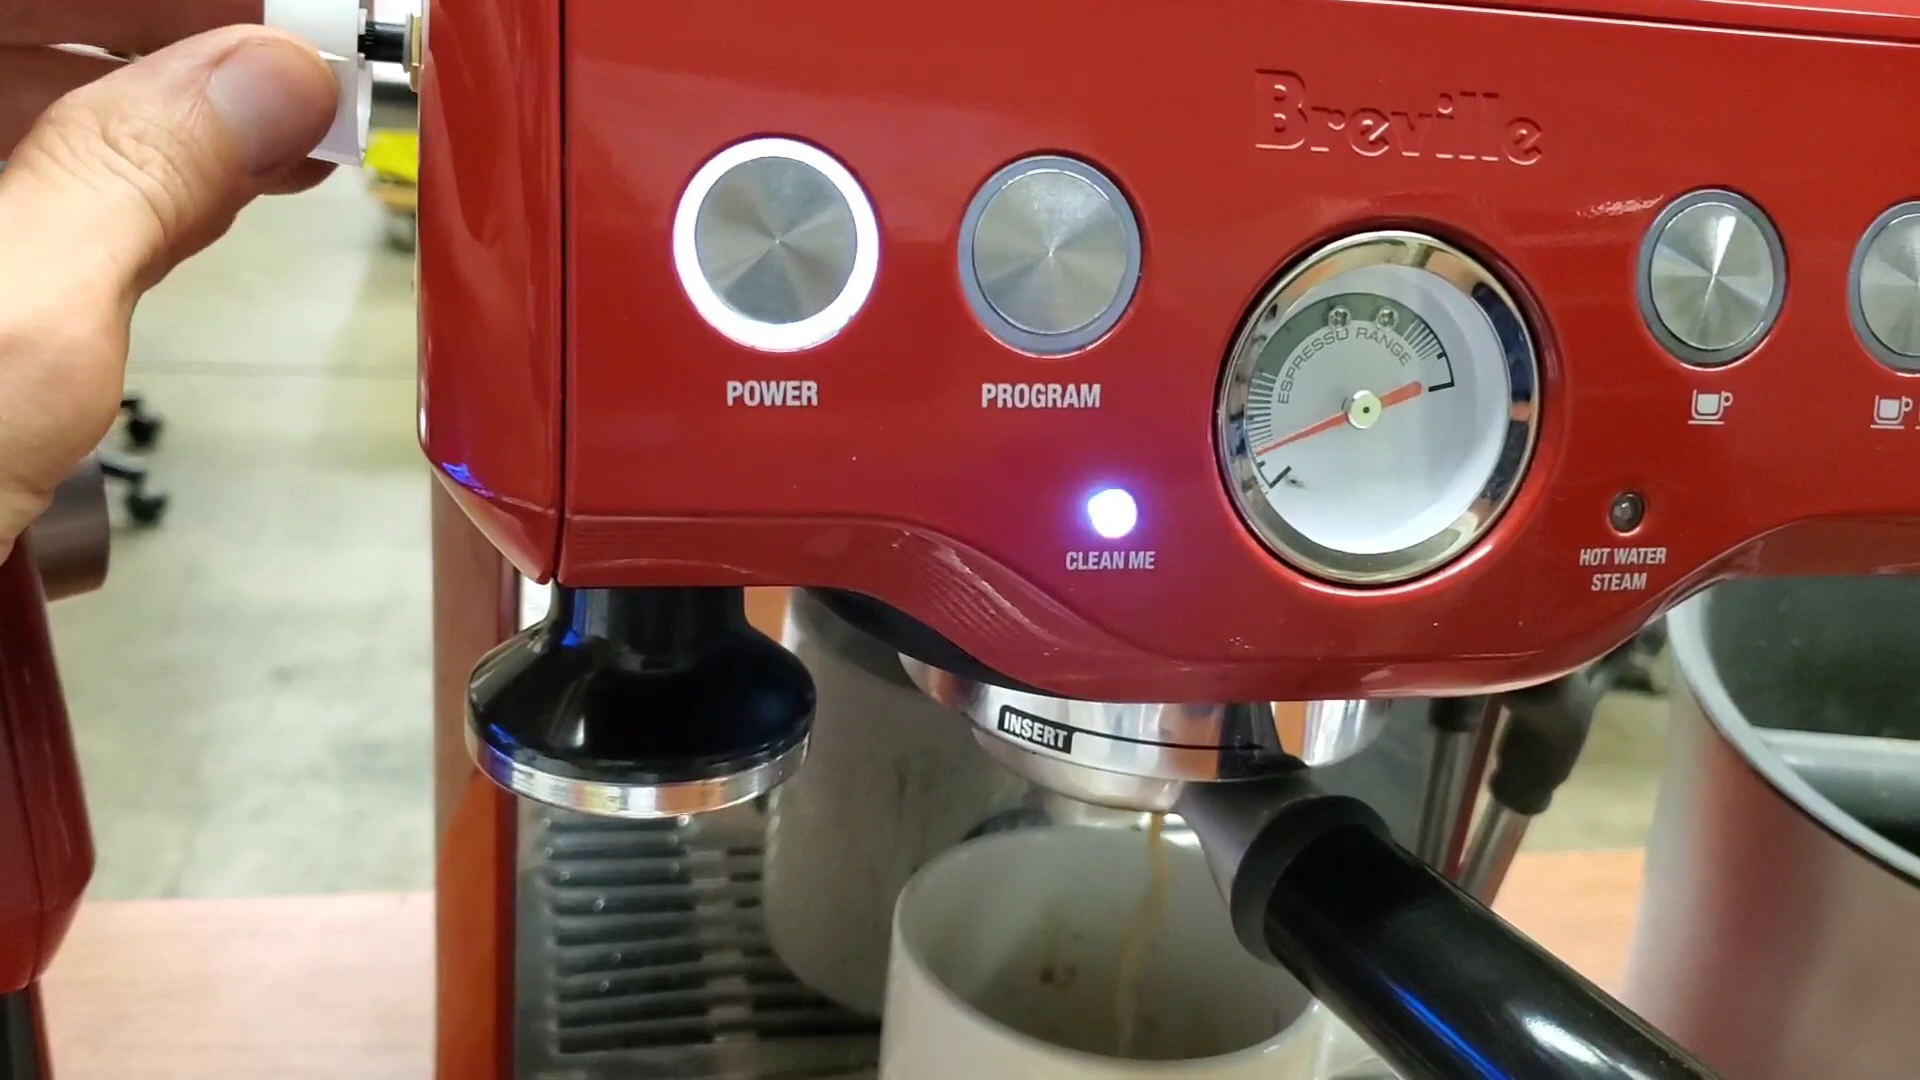 Breville
POWER
PROGRAM
ESPRESSO RANGE
CLEAN ME
HOT WATER
STEAM
INSERT